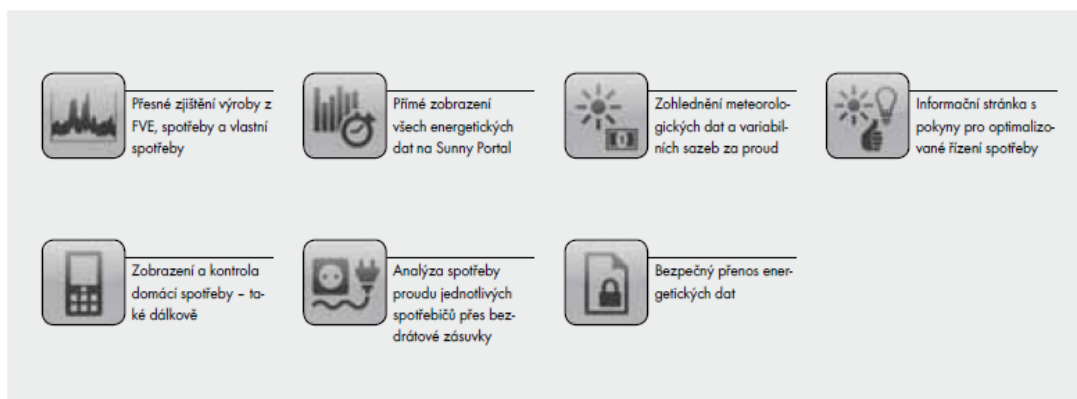 Přesné zjištění výroby z
FVE, spotřeby a vlastní
spotřeby
Přímé zobrazení
všech energetických
dat na Sunny Portal
Zohlednění meteorolo-
gických dat a variabil-
ních sazeb za proud
Informační stránka s
pokyny pro optimalizo-
vané řízení spotřeby
Zobrazení a kontrola
domácí spotřeby – ta-
ké dálkově
Analýza spotřeby
proudu jednotlivých
spotřebičů přes bez-
drátové zásuvky
Bezpečný přenos ener-
getických dat